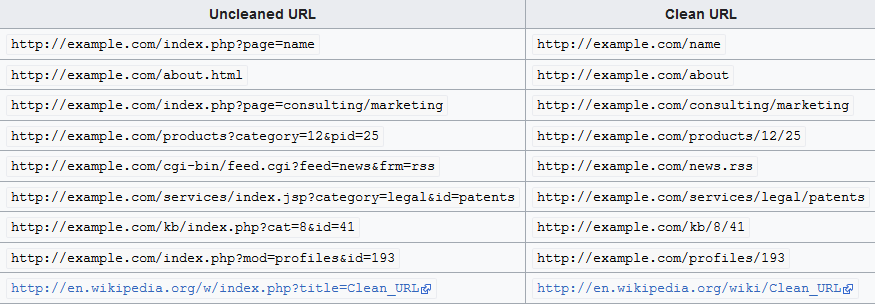 Uncleaned URL Clean URL
http://example.com/index.php?page=name http://example.com/name
http://example.com/about.html http://example.com/about
http://example.com/index.php?page=consulting/marketing http://example.com/consulting/marketing
http://example.com/products?category=12&pid=25 http://example.com/products/12/25
http://example.com/cgi-bin/feed.cgi?feed=news&frm=rss http://example.com/news.rss
http://example.com/services/index.jsp?category=legal&id=patents http://example.com/services/legal/patents
http://example.com/kb/index.php?cat=8&id=41 http://example.com/kb/8/41
http://example.com/index.php?mod=profiles&id=193 http://example.com/profiles/193
http://en.wikipedia.org/w/index.php?title=Clean_URL http://en.wikipedia.org/wiki/Clean_URL